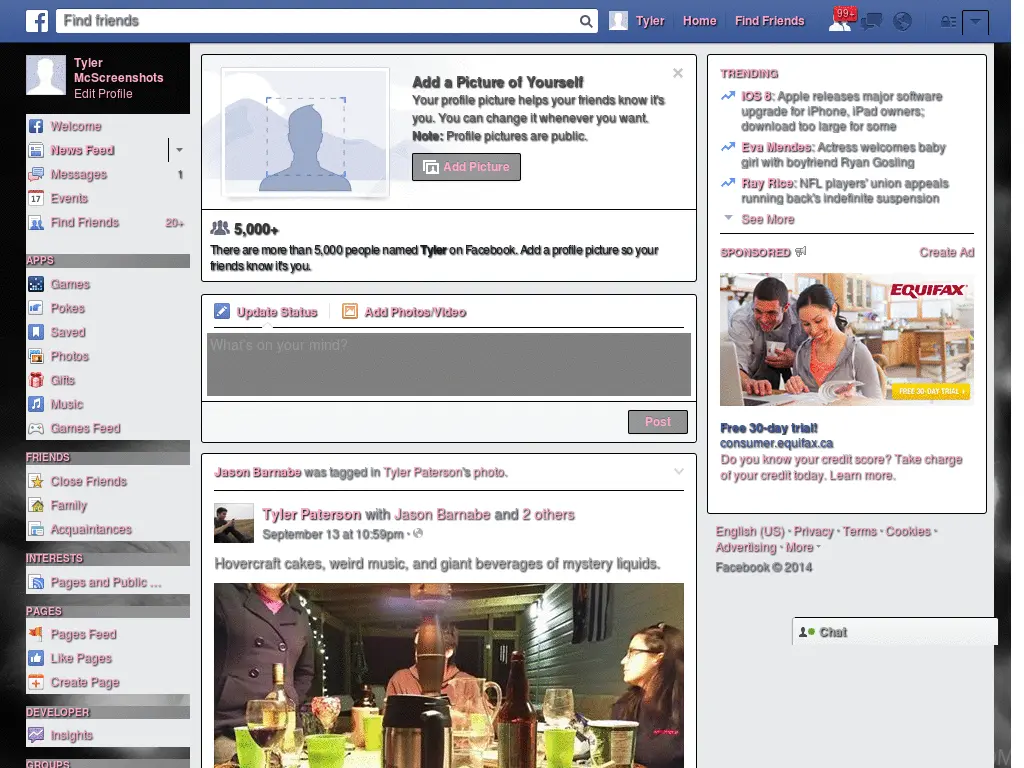 Find friends
Tyler
Home
Find Friends
99+
Tyler
McScreenshots
Edit Profile
Welcome
News Feed
Messages 1
17 Events
Find Friends 20+
APPS
Games
Pokes
Saved
Photos
Gifts
Music
Games Feed
FRIENDS
Close Friends
Family
Acquaintances
INTERESTS
Pages and Public ...
PAGES
Pages Feed
Like Pages
Create Page
DEVELOPER
Insights
GROUPS
Add a Picture of Yourself
Your profile picture helps your friends know it's
you. You can change it whenever you want.
Note: Profile pictures are public.
Add Picture
5,000+
There are more than 5,000 people named Tyler on Facebook. Add a profile picture so your
friends know it's you.
Update Status
Add Photos/Video
What's on your mind?
Post
Jason Barnabe was tagged in Tyler Paterson's photo.
Tyler Paterson with Jason Barnabe and 2 others
September 13 at 10:59pm ·
Hovercraft cakes, weird music, and giant beverages of mystery liquids.
TRENDING
iOS 8: Apple releases major software
upgrade for iPhone, iPad owners;
download too large for some
Eva Mendes: Actress welcomes baby
girl with boyfriend Ryan Gosling
Ray Rice: NFL players' union appeals
running back's indefinite suspension
See More
SPONSORED
Create Ad
EQUIFAX
FREE 30-DAY TRIAL
Free 30-day trial!
consumer.equifax.ca
Do you know your credit score? Take charge
of your credit today. Learn more.
English (US) · Privacy · Terms · Cookies ·
Advertising · More
Facebook © 2014
Chat